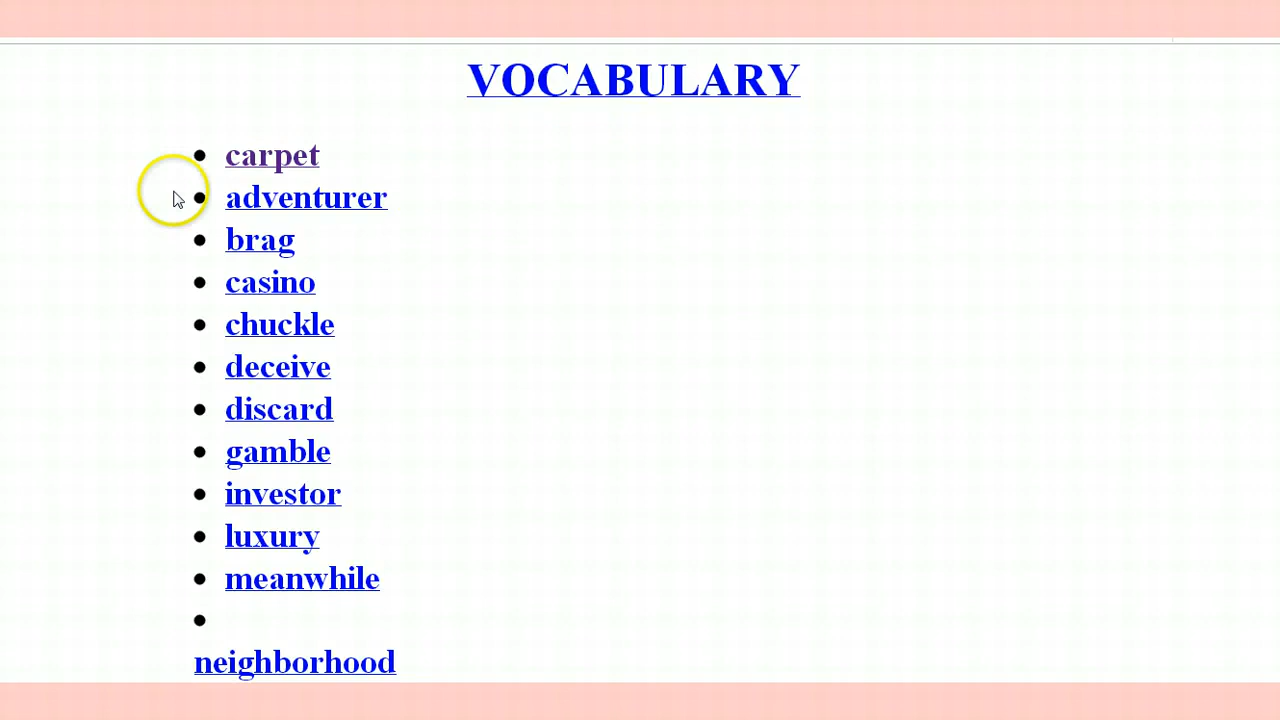 VOCABULARY
• carpet
• adventurer
• brag
• casino
• chuckle
• deceive
• discard
• gamble
• investor
• luxury
• meanwhile
•
neighborhood